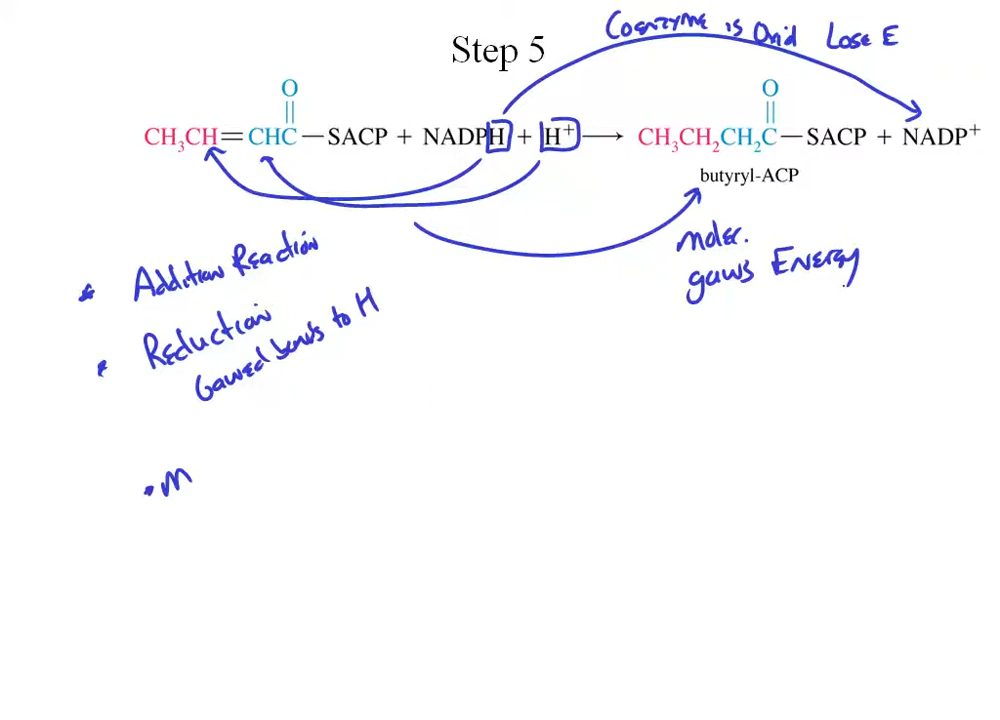 Coenzyme is Oxid Lose E
Step 5
O O
CH₃CH=CHC—SACP + NADPH + H⁺ → CH₃CH₂CH₂C—SACP + NADP⁺
butyryl-ACP
molec.
gains Energy
* Addition Reaction
* Reduction
Gained bonds to H
• m